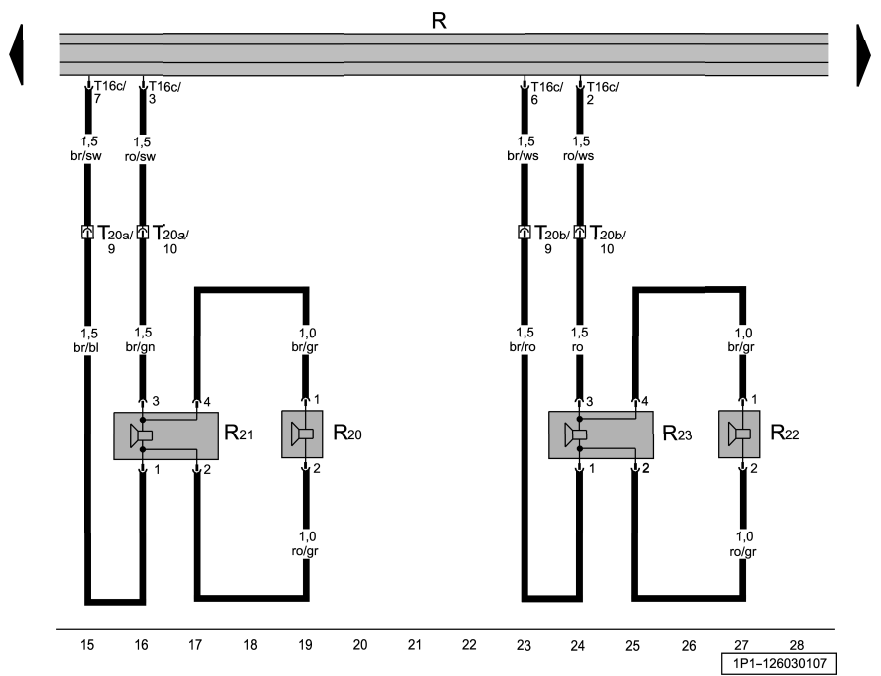 R
T16c/ T16c/ T16c/ T16c/
7 3 6 2
1,5 1,5 1,5 1,5
br/sw ro/sw br/ws ro/ws
T20a/ T20a/ T20b/ T20b/
9 10 9 10
1,5 1,5 1,0 1,5 1,5 1,0
br/bl br/gn br/gr br/ro ro br/gr
3 4 1 3 4 1
R21 R20 R23 R22
1 2 2 1 2 2
1,0 1,0
ro/gr ro/gr
15 16 17 18 19 20 21 22 23 24 25 26 27 28
1P1-126030107